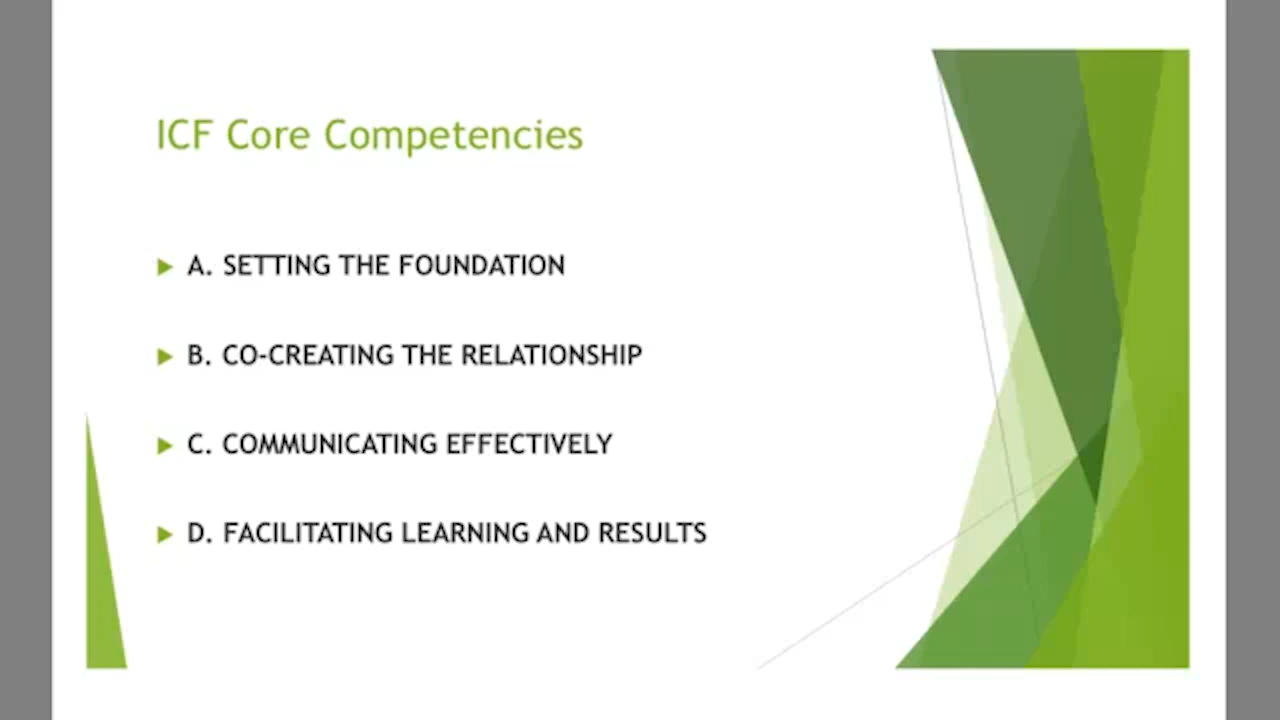 ICF Core Competencies
A. SETTING THE FOUNDATION
B. CO-CREATING THE RELATIONSHIP
C. COMMUNICATING EFFECTIVELY
D. FACILITATING LEARNING AND RESULTS